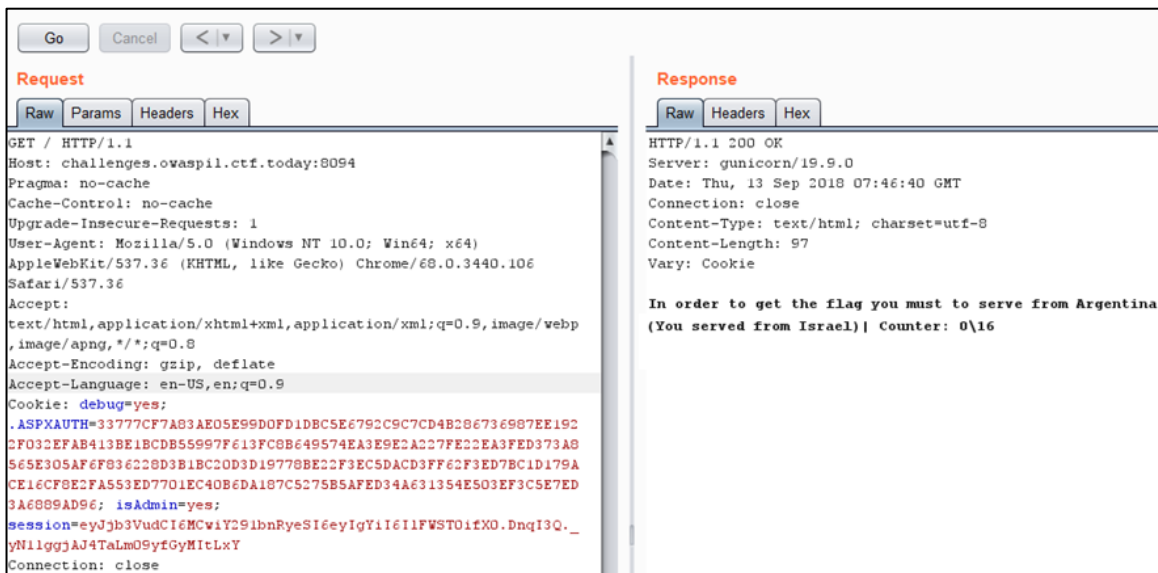 Go Cancel < ▼ > ▼
Request
Raw Params Headers Hex
GET / HTTP/1.1
Host: challenges.owaspil.ctf.today:8094
Pragma: no-cache
Cache-Control: no-cache
Upgrade-Insecure-Requests: 1
User-Agent: Mozilla/5.0 (Windows NT 10.0; Win64; x64)
AppleWebKit/537.36 (KHTML, like Gecko) Chrome/68.0.3440.106
Safari/537.36
Accept:
text/html,application/xhtml+xml,application/xml;q=0.9,image/webp
,image/apng,*/*;q=0.8
Accept-Encoding: gzip, deflate
Accept-Language: en-US,en;q=0.9
Cookie: debug=yes;
.ASPXAUTH=33777CF7A83AE05E99D0FD1DBC5E6792C9C7CD4B286736987EE192
2F032EFAB413BE1BCDB55997F613FC8B649574EA3E9E2A227FE22EA3FED373A8
565E305AF6F836228D3B1BC20D3D19778BE22F3EC5DACD3FF62F3ED7BC1D179A
CE16CF8E2FA553ED7701EC40B6DA187C5275B5AFED34A631354E503EF3C5E7ED
3A6889AD96; isAdmin=yes;
session=eyJjb3VudCI6MCwiY291bnRyeSI6eyIgYiI6IlFWST0ifX0.DnqI3Q._
yN1lggjAJ4TaLmO9yfGyMItLxY
Connection: close
Response
Raw Headers Hex
HTTP/1.1 200 OK
Server: gunicorn/19.9.0
Date: Thu, 13 Sep 2018 07:46:40 GMT
Connection: close
Content-Type: text/html; charset=utf-8
Content-Length: 97
Vary: Cookie
In order to get the flag you must to serve from Argentina
(You served from Israel)| Counter: 0\16